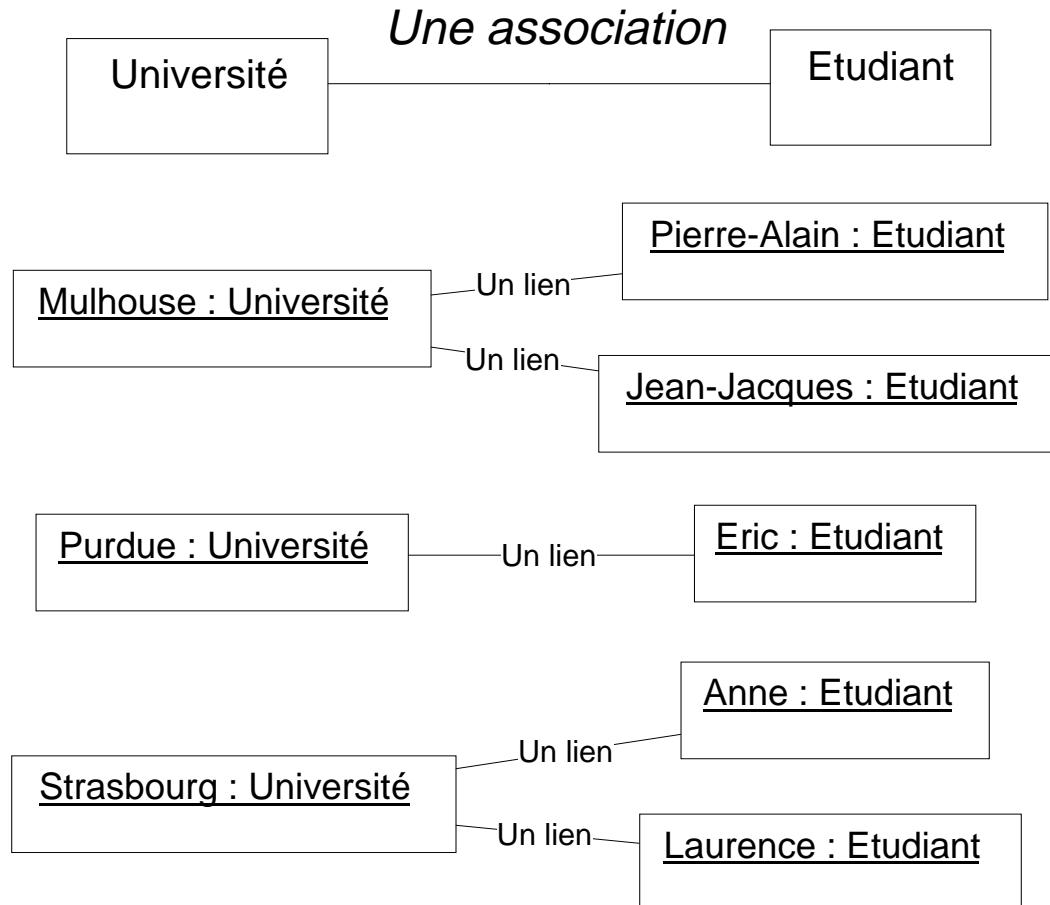 Une association
Université
Etudiant
Pierre-Alain : Etudiant
Un lien
Mulhouse : Université
Un lien
Jean-Jacques : Etudiant
Purdue : Université
Un lien
Eric : Etudiant
Anne : Etudiant
Un lien
Strasbourg : Université
Un lien
Laurence : Etudiant